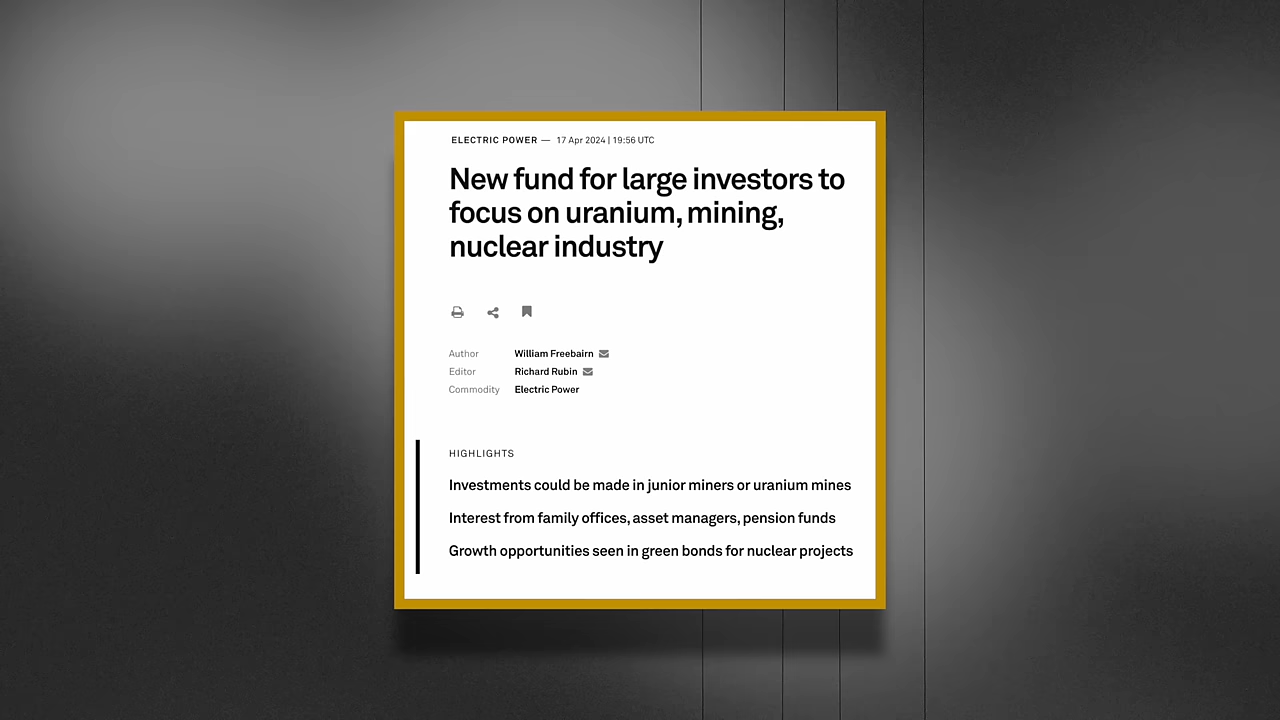 ELECTRIC POWER — 17 Apr 2024 | 19:56 UTC
New fund for large investors to
focus on uranium, mining,
nuclear industry
Author William Freebairn
Editor Richard Rubin
Commodity Electric Power
HIGHLIGHTS
Investments could be made in junior miners or uranium mines
Interest from family offices, asset managers, pension funds
Growth opportunities seen in green bonds for nuclear projects